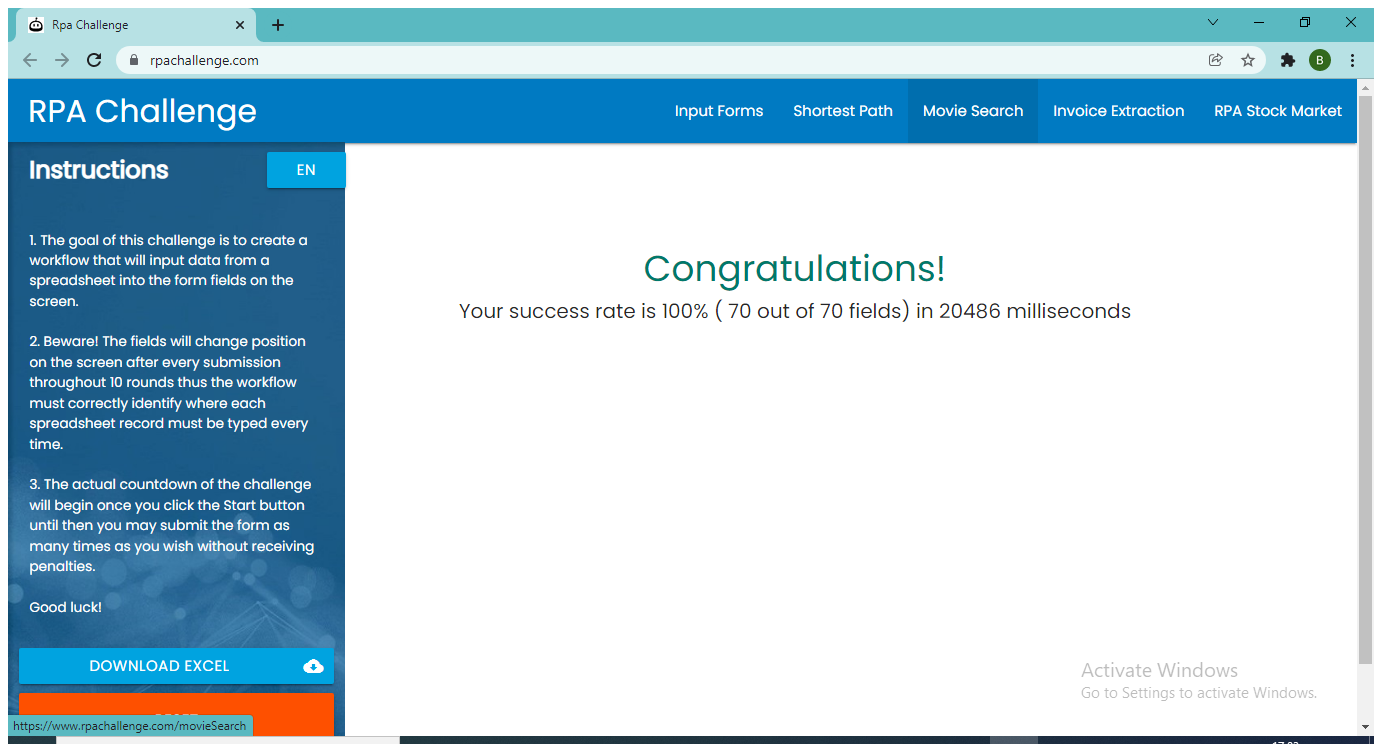 Rpa Challenge
rpachallenge.com
B
RPA Challenge
Input Forms
Shortest Path
Movie Search
Invoice Extraction
RPA Stock Market
Instructions
EN
1. The goal of this challenge is to create a
workflow that will input data from a
spreadsheet into the form fields on the
screen.
2. Beware! The fields will change position
on the screen after every submission
throughout 10 rounds thus the workflow
must correctly identify where each
spreadsheet record must be typed every
time.
3. The actual countdown of the challenge
will begin once you click the Start button
until then you may submit the form as
many times as you wish without receiving
penalties.
Good luck!
DOWNLOAD EXCEL
https://www.rpachallenge.com/movieSearch
Congratulations!
Your success rate is 100% ( 70 out of 70 fields) in 20486 milliseconds
Activate Windows
Go to Settings to activate Windows.